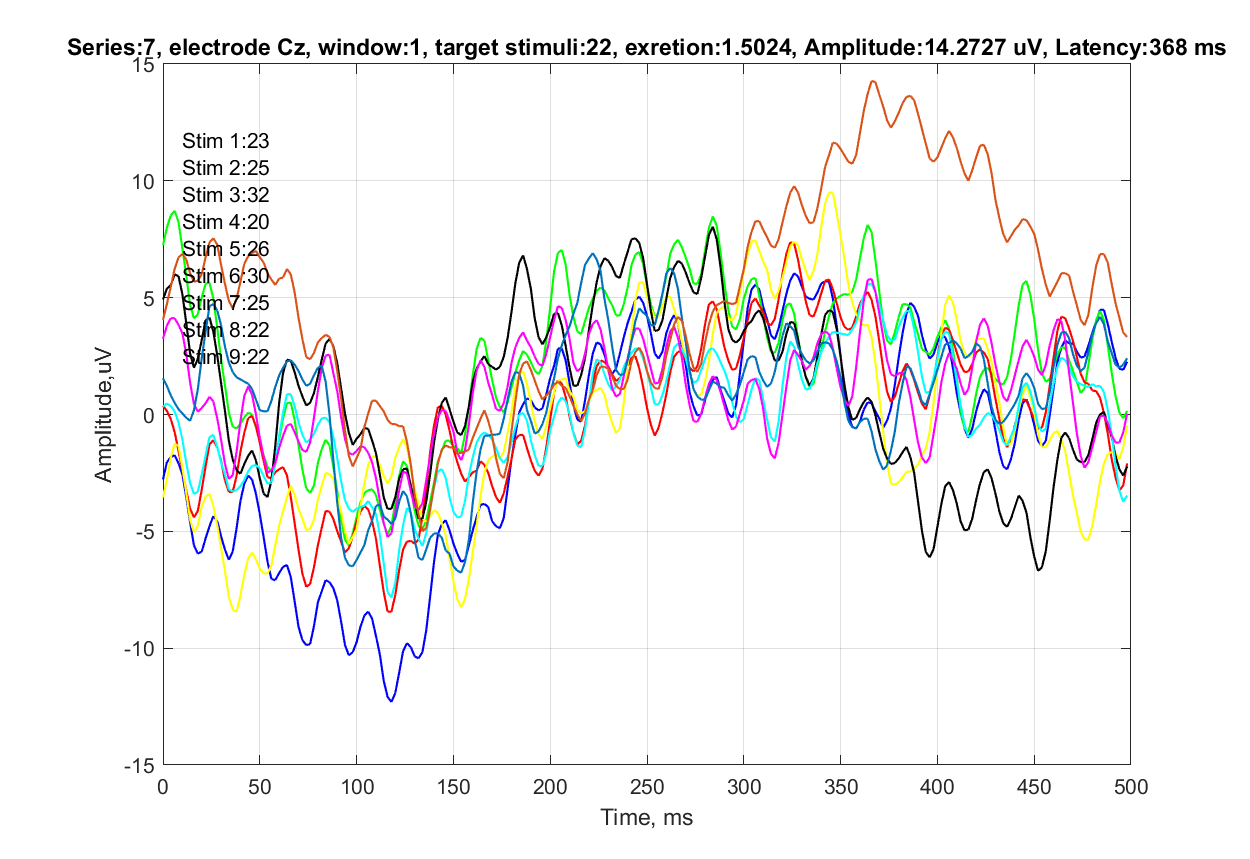 Series:7, electrode Cz, window:1, target stimuli:22, exretion:1.5024, Amplitude:14.2727 uV, Latency:368 ms
15
10
5
0
-5
-10
-15
Amplitude,uV
Stim 1:23
Stim 2:25
Stim 3:32
Stim 4:20
Stim 5:26
Stim 6:30
Stim 7:25
Stim 8:22
Stim 9:22
0 50 100 150 200 250 300 350 400 450 500
Time, ms